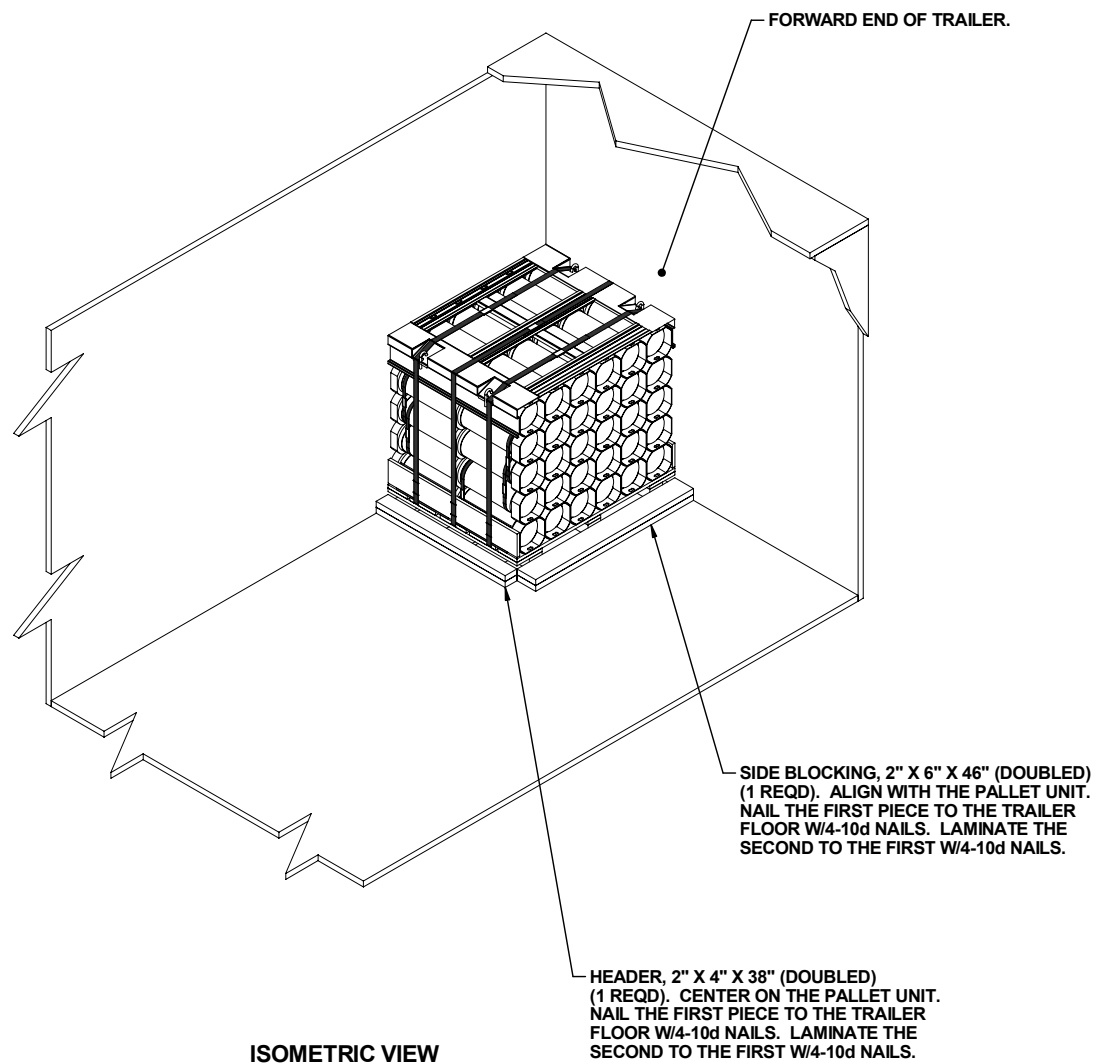 FORWARD END OF TRAILER.
SIDE BLOCKING, 2" X 6" X 46" (DOUBLED)
(1 REQD). ALIGN WITH THE PALLET UNIT.
NAIL THE FIRST PIECE TO THE TRAILER
FLOOR W/4-10d NAILS. LAMINATE THE
SECOND TO THE FIRST W/4-10d NAILS.
HEADER, 2" X 4" X 38" (DOUBLED)
(1 REQD). CENTER ON THE PALLET UNIT.
NAIL THE FIRST PIECE TO THE TRAILER
FLOOR W/4-10d NAILS. LAMINATE THE
SECOND TO THE FIRST W/4-10d NAILS.
ISOMETRIC VIEW